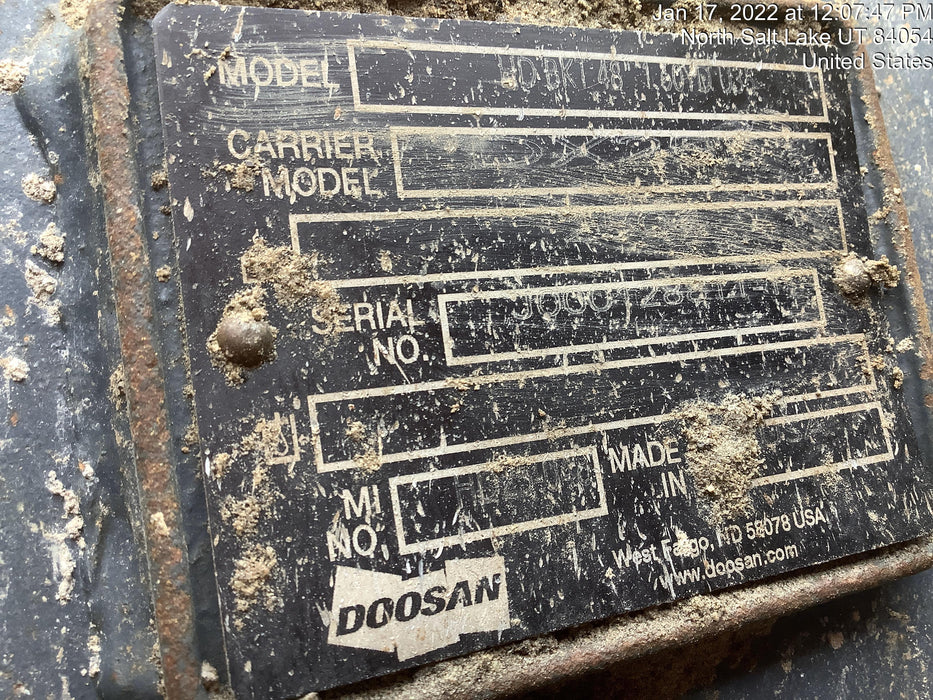 Jan 17, 2022 at 12:07:47 PM
North Salt Lake UT 84054
United States
MODEL
CARRIER
MODEL
SERIAL
NO.
MI
NO.
MADE
IN
West Fargo, ND 58078 USA
www.doosan.com
DOOSAN